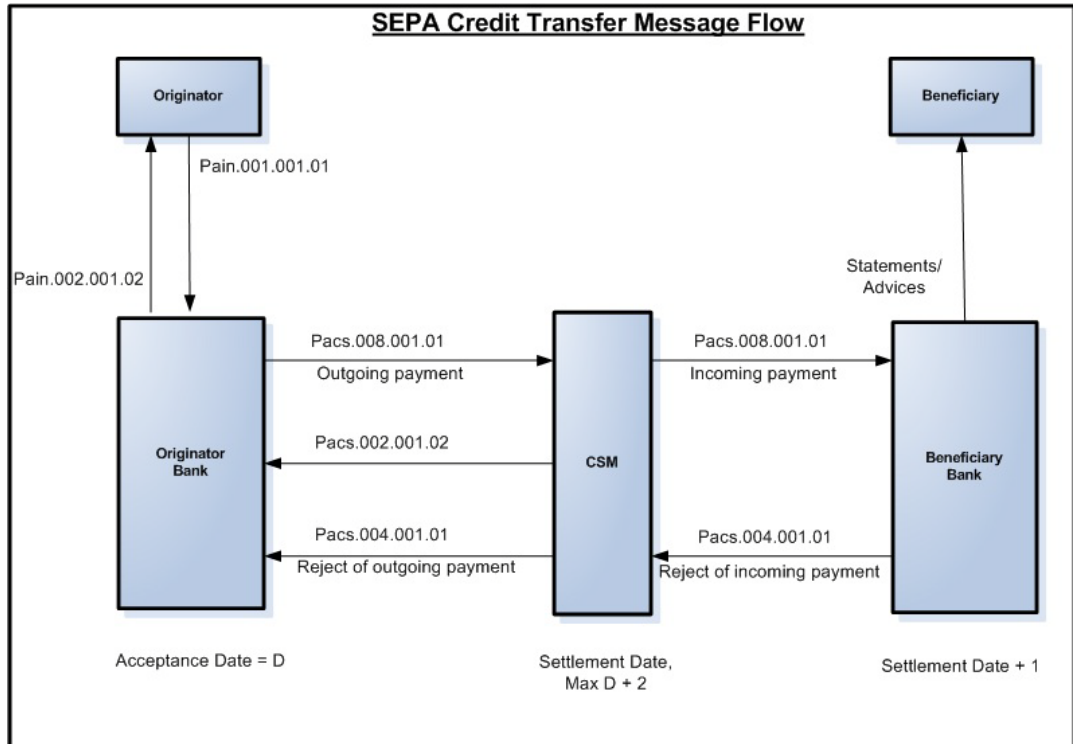 SEPA Credit Transfer Message Flow
Originator
Beneficiary
Pain.001.001.01
Pain.002.001.02
Statements/
Advices
Pacs.008.001.01
Outgoing payment
Pacs.008.001.01
Incoming payment
Originator
Bank
Pacs.002.001.02
CSM
Beneficiary
Bank
Pacs.004.001.01
Reject of outgoing payment
Pacs.004.001.01
Reject of incoming payment
Acceptance Date = D
Settlement Date,
Max D + 2
Settlement Date + 1